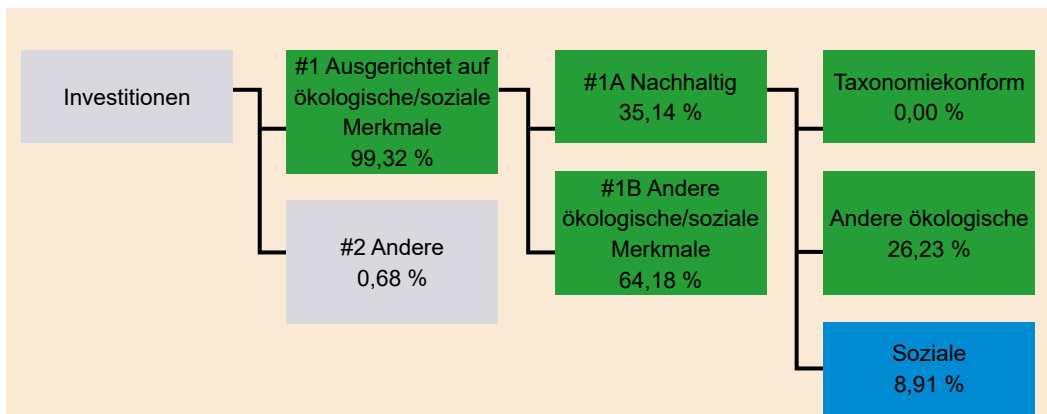 Investitionen
#1 Ausgerichtet auf
ökologische/soziale
Merkmale
99,32 %
#2 Andere
0,68 %
#1A Nachhaltig
35,14 %
#1B Andere
ökologische/soziale
Merkmale
64,18 %
Taxonomiekonform
0,00 %
Andere ökologische
26,23 %
Soziale
8,91 %